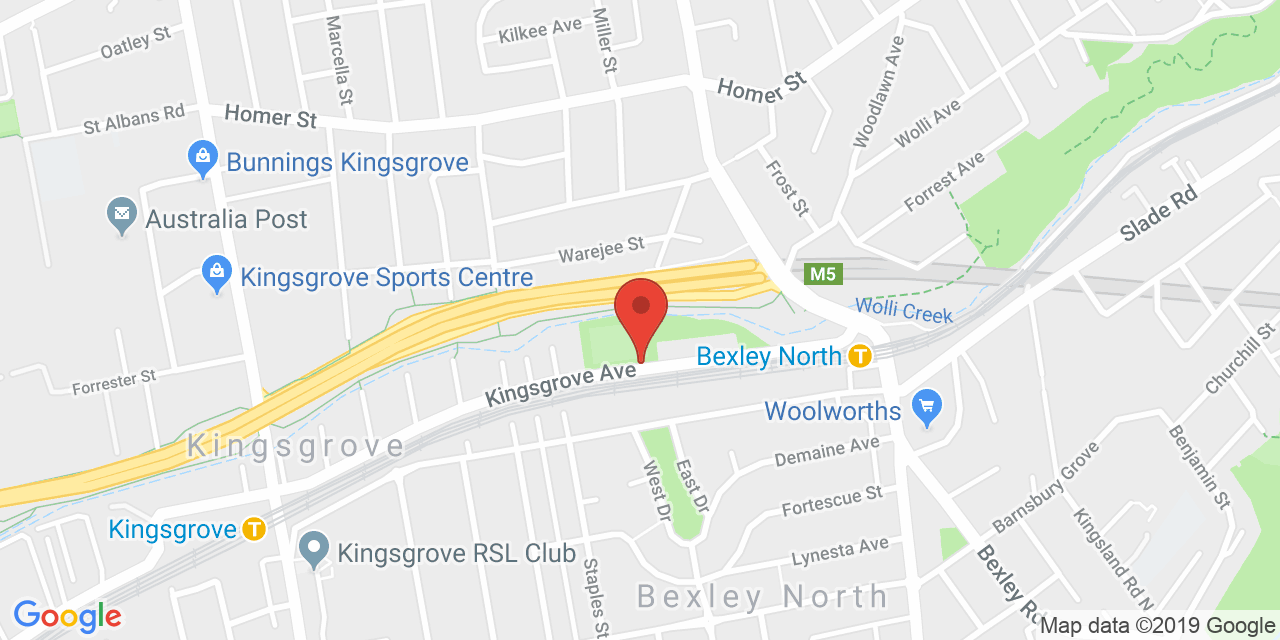 Kilkee Ave
Miller St
Oatley St
Marcella St
Woodlawn Ave
Homer St
St Albans Rd
Homer St
Wolli Ave
Bunnings Kingsgrove
Frost St
Forrest Ave
Australia Post
Slade Rd
Warejee St
Kingsgrove Sports Centre
M5
Wolli Creek
Bexley North
T
Churchill St
Forrester St
Kingsgrove Ave
Woolworths
Kingsgrove
Demaine Ave
West Dr
East Dr
Benjamin St
Barnsbury Grove
Fortescue St
Kingsgrove
T
Kingsgrove RSL Club
Lynesta Ave
Kingsland Rd N
Staples St
Bexley North
Bexley Rd
Google
Map data ©2019 Google